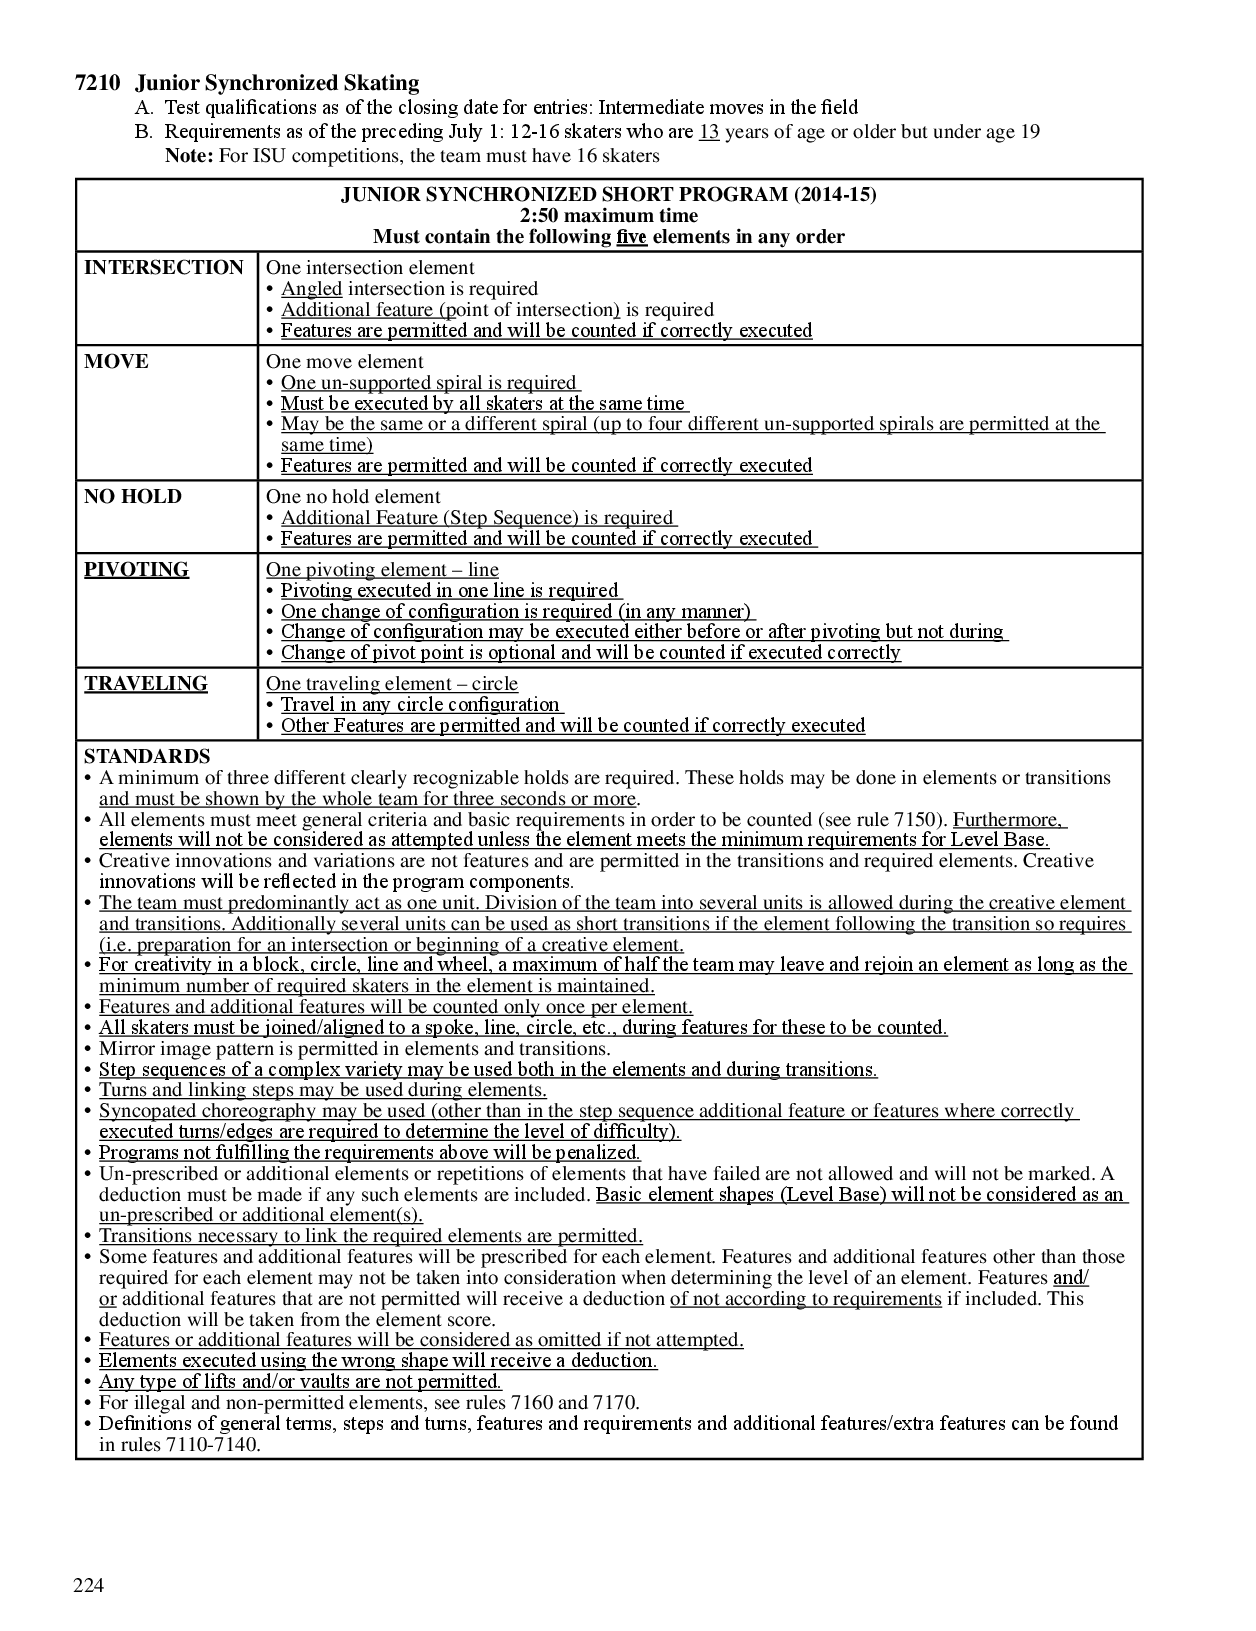 7210 Junior Synchronized Skating
A. Test qualifications as of the closing date for entries: Intermediate moves in the field
B. Requirements as of the preceding July 1: 12-16 skaters who are 13 years of age or older but under age 19
Note: For ISU competitions, the team must have 16 skaters
JUNIOR SYNCHRONIZED SHORT PROGRAM (2014-15)
2:50 maximum time
Must contain the following five elements in any order
INTERSECTION One intersection element
• Angled intersection is required
• Additional feature (point of intersection) is required
• Features are permitted and will be counted if correctly executed
MOVE One move element
• One un-supported spiral is required
• Must be executed by all skaters at the same time
• May be the same or a different spiral (up to four different un-supported spirals are permitted at the
same time)
• Features are permitted and will be counted if correctly executed
NO HOLD One no hold element
• Additional Feature (Step Sequence) is required
• Features are permitted and will be counted if correctly executed
PIVOTING One pivoting element – line
• Pivoting executed in one line is required
• One change of configuration is required (in any manner)
• Change of configuration may be executed either before or after pivoting but not during
• Change of pivot point is optional and will be counted if executed correctly
TRAVELING One traveling element – circle
• Travel in any circle configuration
• Other Features are permitted and will be counted if correctly executed
STANDARDS
• A minimum of three different clearly recognizable holds are required. These holds may be done in elements or transitions
and must be shown by the whole team for three seconds or more.
• All elements must meet general criteria and basic requirements in order to be counted (see rule 7150). Furthermore,
elements will not be considered as attempted unless the element meets the minimum requirements for Level Base.
• Creative innovations and variations are not features and are permitted in the transitions and required elements. Creative
innovations will be reflected in the program components.
• The team must predominantly act as one unit. Division of the team into several units is allowed during the creative element
and transitions. Additionally several units can be used as short transitions if the element following the transition so requires
(i.e. preparation for an intersection or beginning of a creative element.
• For creativity in a block, circle, line and wheel, a maximum of half the team may leave and rejoin an element as long as the
minimum number of required skaters in the element is maintained.
• Features and additional features will be counted only once per element.
• All skaters must be joined/aligned to a spoke, line, circle, etc., during features for these to be counted.
• Mirror image pattern is permitted in elements and transitions.
• Step sequences of a complex variety may be used both in the elements and during transitions.
• Turns and linking steps may be used during elements.
• Syncopated choreography may be used (other than in the step sequence additional feature or features where correctly
executed turns/edges are required to determine the level of difficulty).
• Programs not fulfilling the requirements above will be penalized.
• Un-prescribed or additional elements or repetitions of elements that have failed are not allowed and will not be marked. A
deduction must be made if any such elements are included. Basic element shapes (Level Base) will not be considered as an
un-prescribed or additional element(s).
• Transitions necessary to link the required elements are permitted.
• Some features and additional features will be prescribed for each element. Features and additional features other than those
required for each element may not be taken into consideration when determining the level of an element. Features and/
or additional features that are not permitted will receive a deduction of not according to requirements if included. This
deduction will be taken from the element score.
• Features or additional features will be considered as omitted if not attempted.
• Elements executed using the wrong shape will receive a deduction.
• Any type of lifts and/or vaults are not permitted.
• For illegal and non-permitted elements, see rules 7160 and 7170.
• Definitions of general terms, steps and turns, features and requirements and additional features/extra features can be found
in rules 7110-7140.
224